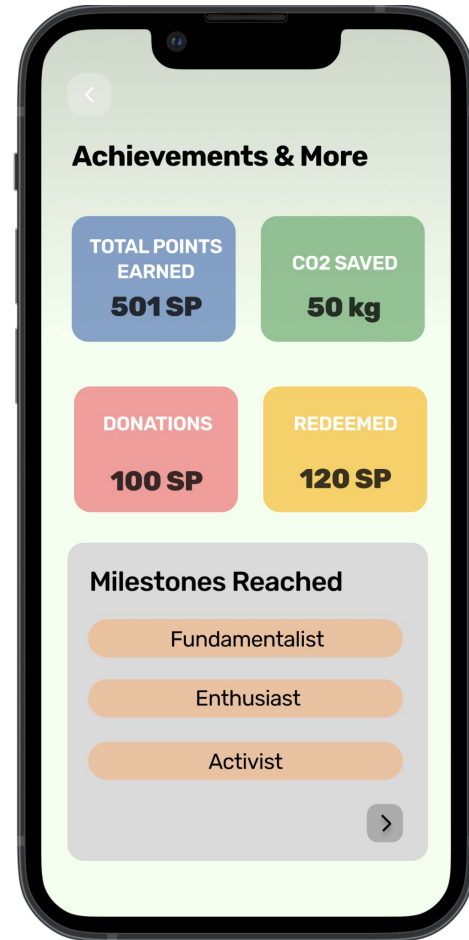 Achievements & More
TOTAL POINTS
EARNED
501 SP
CO2 SAVED
50 kg
DONATIONS
100 SP
REDEEMED
120 SP
Milestones Reached
Fundamentalist
Enthusiast
Activist